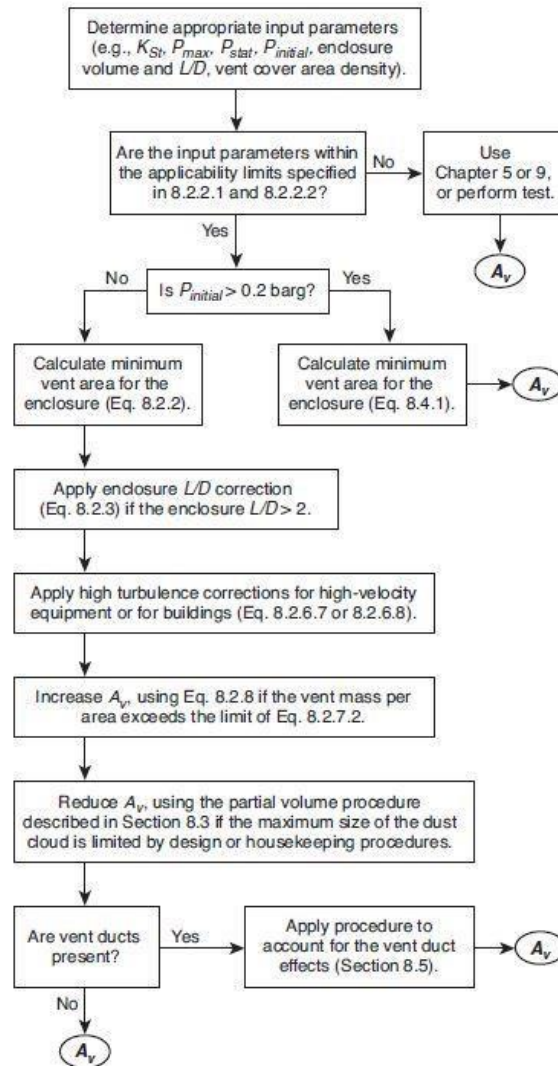 Determine appropriate input parameters
(e.g., K_St, P_max, P_stat, P_initial, enclosure
volume and L/D, vent cover area density).
Are the input parameters within
the applicability limits specified
in 8.2.2.1 and 8.2.2.2?
No
Use
Chapter 5 or 9,
or perform test.
Yes
A_v
No
Is P_initial > 0.2 barg?
Yes
Calculate minimum
vent area for the
enclosure (Eq. 8.2.2).
Calculate minimum
vent area for the
enclosure (Eq. 8.4.1).
A_v
Apply enclosure L/D correction
(Eq. 8.2.3) if the enclosure L/D > 2.
Apply high turbulence corrections for high-velocity
equipment or for buildings (Eq. 8.2.6.7 or 8.2.6.8).
Increase A_v, using Eq. 8.2.8 if the vent mass per
area exceeds the limit of Eq. 8.2.7.2.
Reduce A_v, using the partial volume procedure
described in Section 8.3 if the maximum size of the dust
cloud is limited by design or housekeeping procedures.
Are vent ducts
present?
Yes
Apply procedure to
account for the vent duct
effects (Section 8.5).
A_v
No
A_v